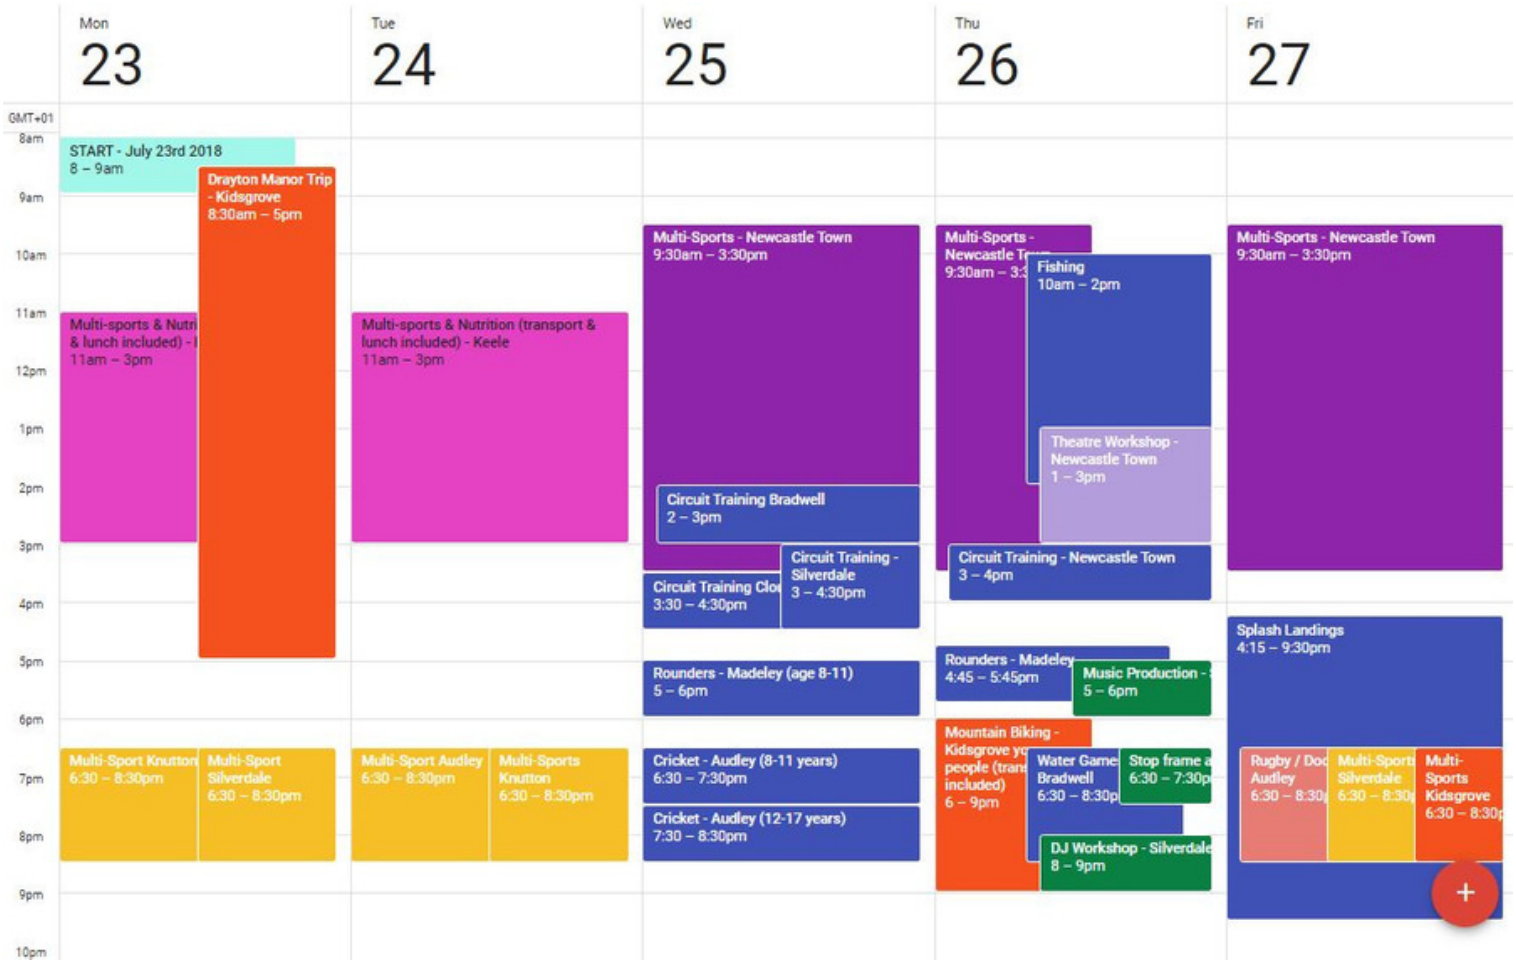 Mon
23
Tue
24
Wed
25
Thu
26
Fri
27
GMT+01
8am
9am
10am
11am
12pm
1pm
2pm
3pm
4pm
5pm
6pm
7pm
8pm
9pm
10pm
START - July 23rd 2018
8 – 9am
Drayton Manor Trip
- Kidsgrove
8:30am – 5pm
Multi-sports & Nutri
& lunch included) -
11am – 3pm
Multi-Sport Knutton
6:30 – 8:30pm
Multi-Sport
Silverdale
6:30 – 8:30pm
Multi-sports & Nutrition (transport &
lunch included) - Keele
11am – 3pm
Multi-Sport Audley
6:30 – 8:30pm
Multi-Sports
Knutton
6:30 – 8:30pm
Multi-Sports - Newcastle Town
9:30am – 3:30pm
Circuit Training Bradwell
2 – 3pm
Circuit Training -
Silverdale
3 – 4:30pm
Circuit Training Clou
3:30 – 4:30pm
Rounders - Madeley (age 8-11)
5 – 6pm
Cricket - Audley (8-11 years)
6:30 – 7:30pm
Cricket - Audley (12-17 years)
7:30 – 8:30pm
Multi-Sports -
Newcastle Town
9:30am – 3:3
Fishing
10am – 2pm
Theatre Workshop -
Newcastle Town
1 – 3pm
Circuit Training - Newcastle Town
3 – 4pm
Rounders - Madeley
4:45 – 5:45pm
Music Production -
5 – 6pm
Mountain Biking -
Kidsgrove yo
people (tran
included)
6 – 9pm
Water Game
Bradwell
6:30 – 8:30p
Stop frame a
6:30 – 7:30p
DJ Workshop - Silverdale
8 – 9pm
Multi-Sports - Newcastle Town
9:30am – 3:30pm
Splash Landings
4:15 – 9:30pm
Rugby / Dod
Audley
6:30 – 8:30p
Multi-Sports
Silverdale
6:30 – 8:30p
Multi-
Sports
Kidsgrove
6:30 – 8:30p
+